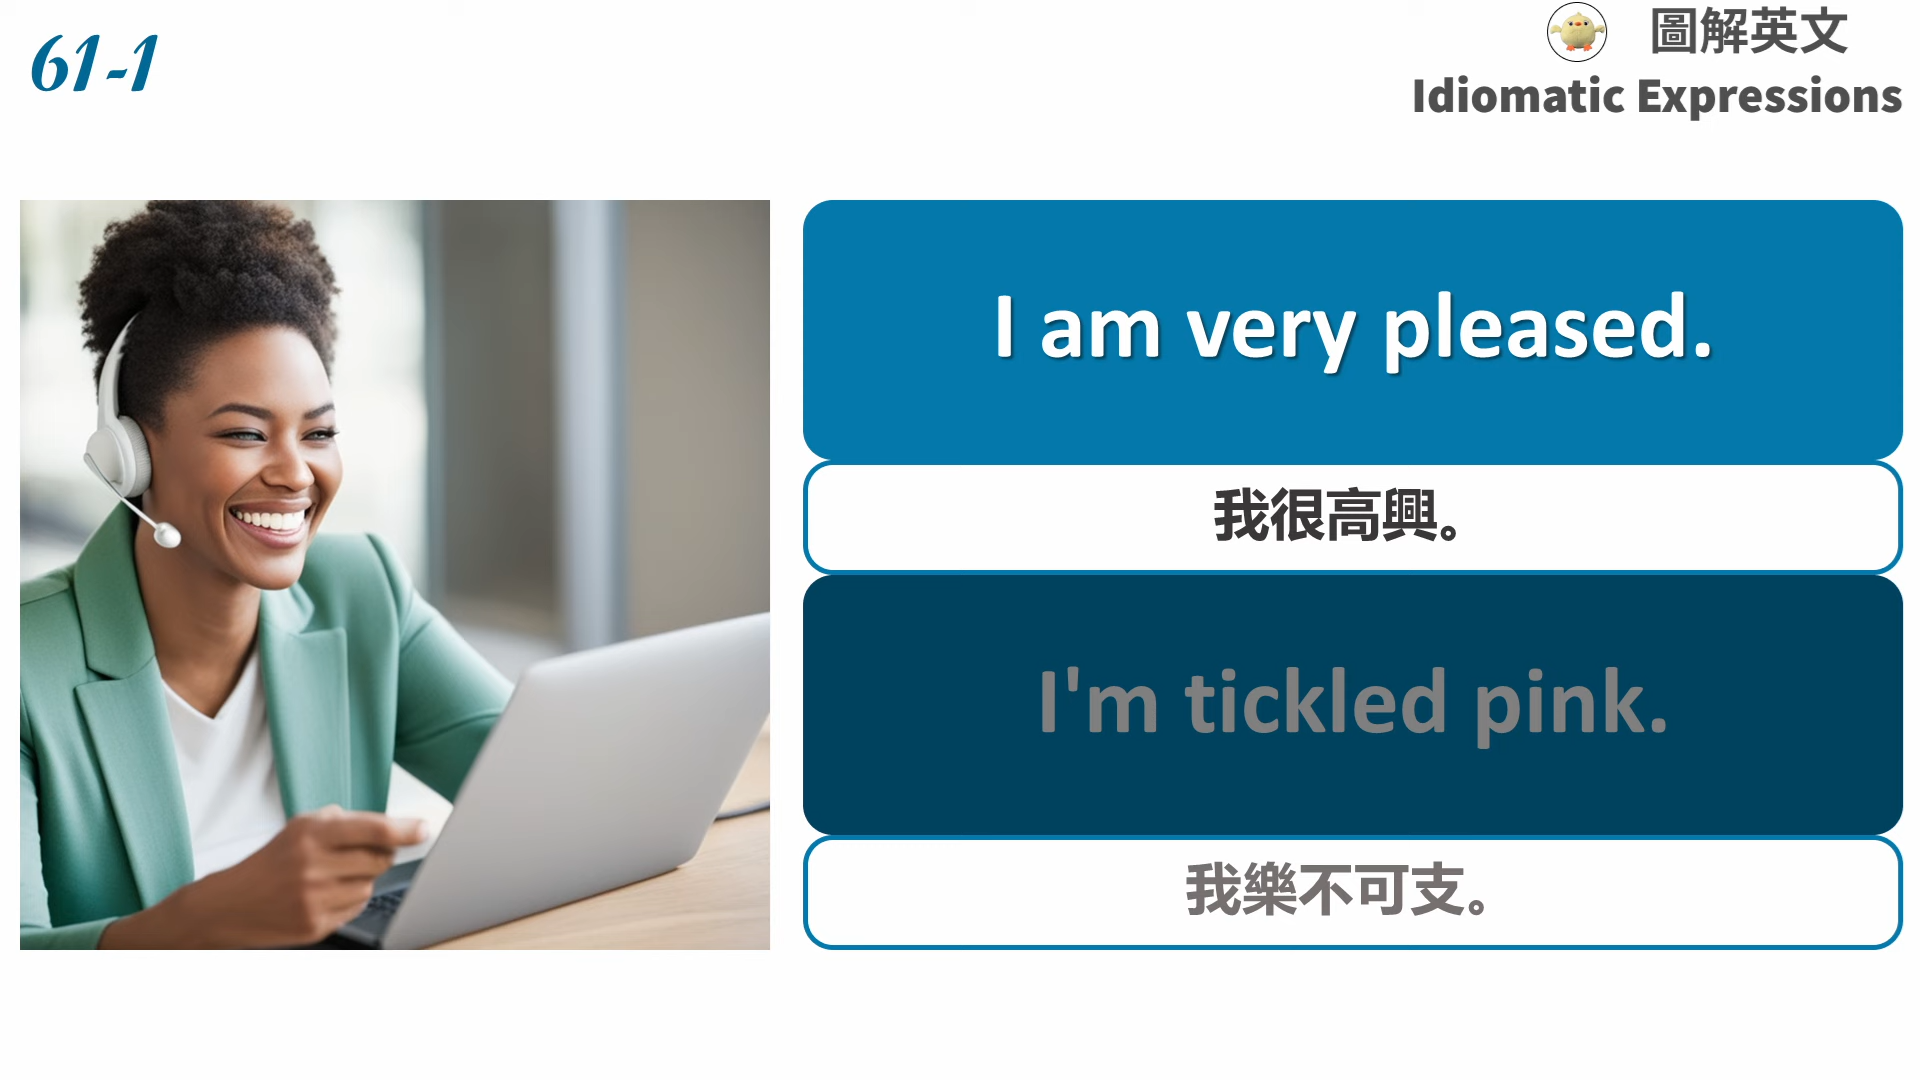 61-1
圖解英文
Idiomatic Expressions
I am very pleased.
我很高興。
I'm tickled pink.
我樂不可支。